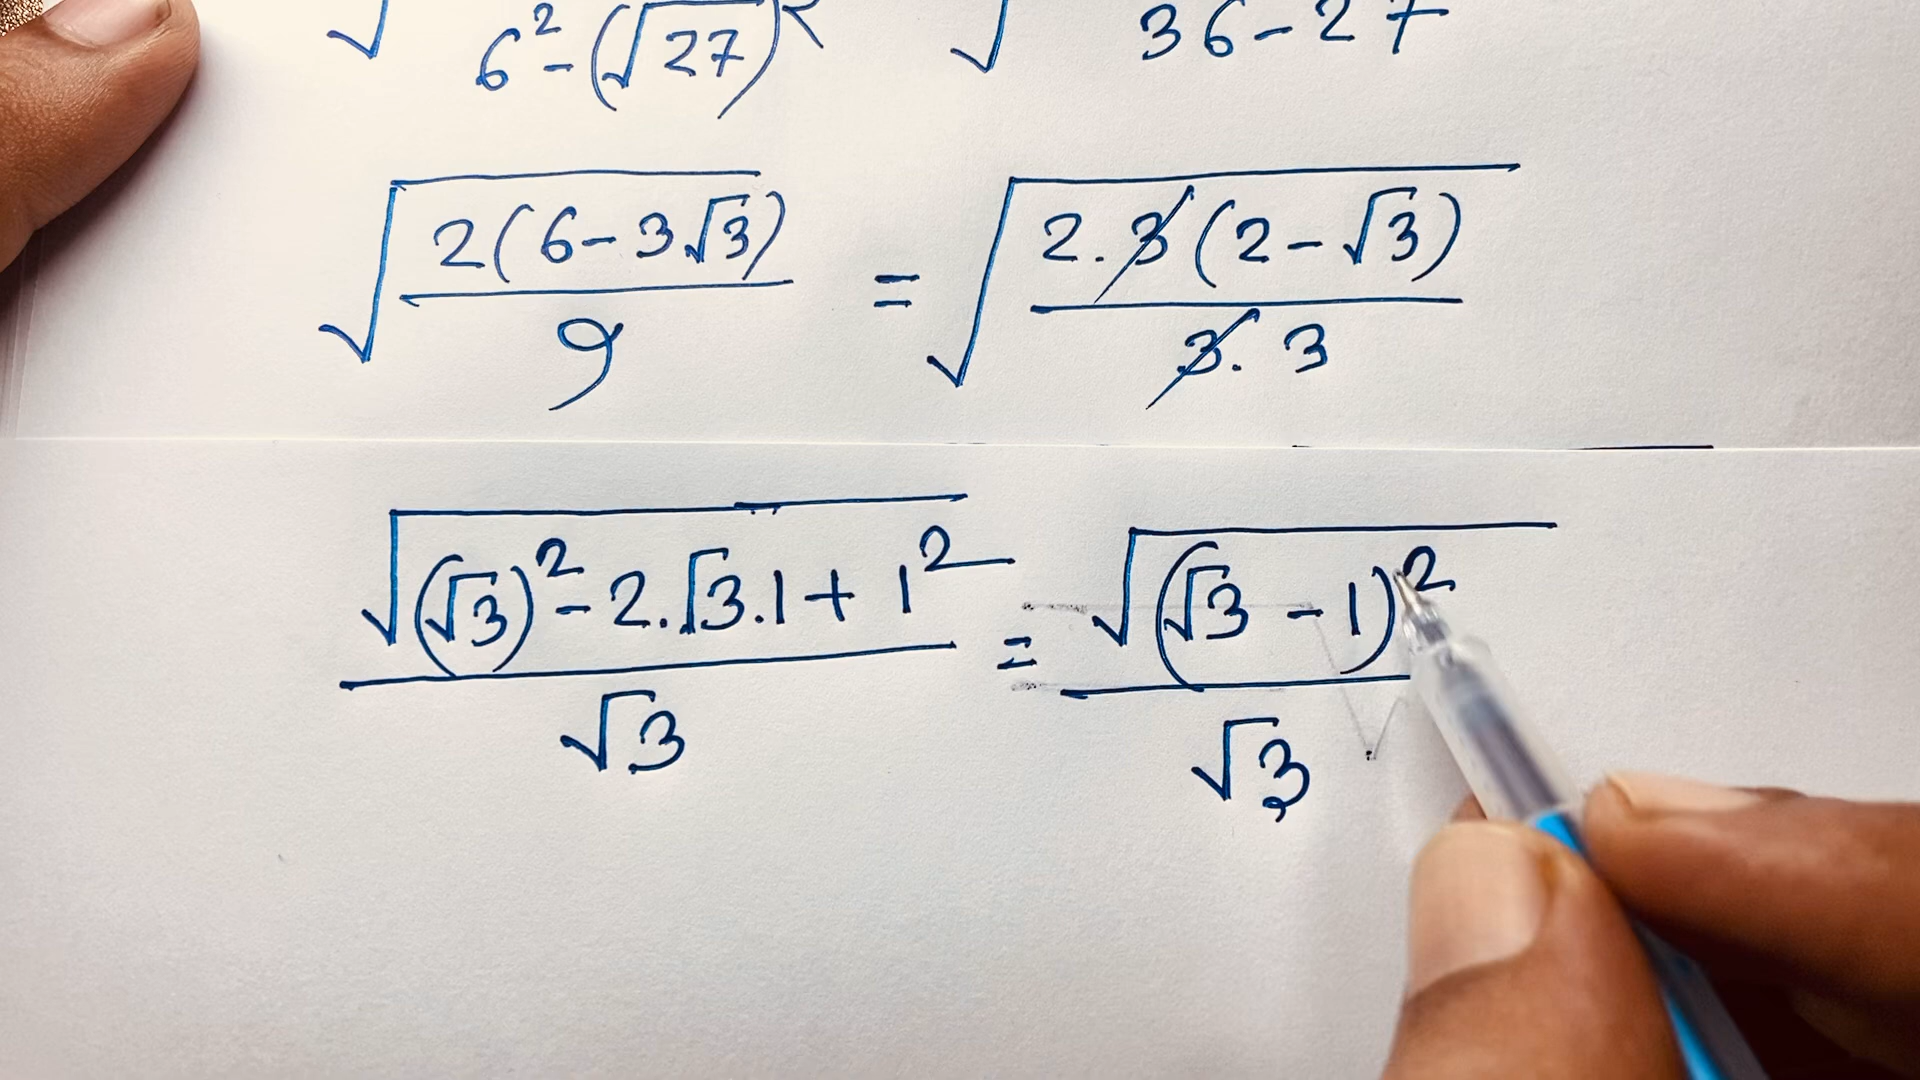 √ 6² - (√27)² √ 36 - 27
√(2(6 - 3√3)/9) = √(2.3(2 - √3)/3.3)
√((√3)² - 2.√3.1 + 1²)/√3 = √((√3 - 1)²)/√3